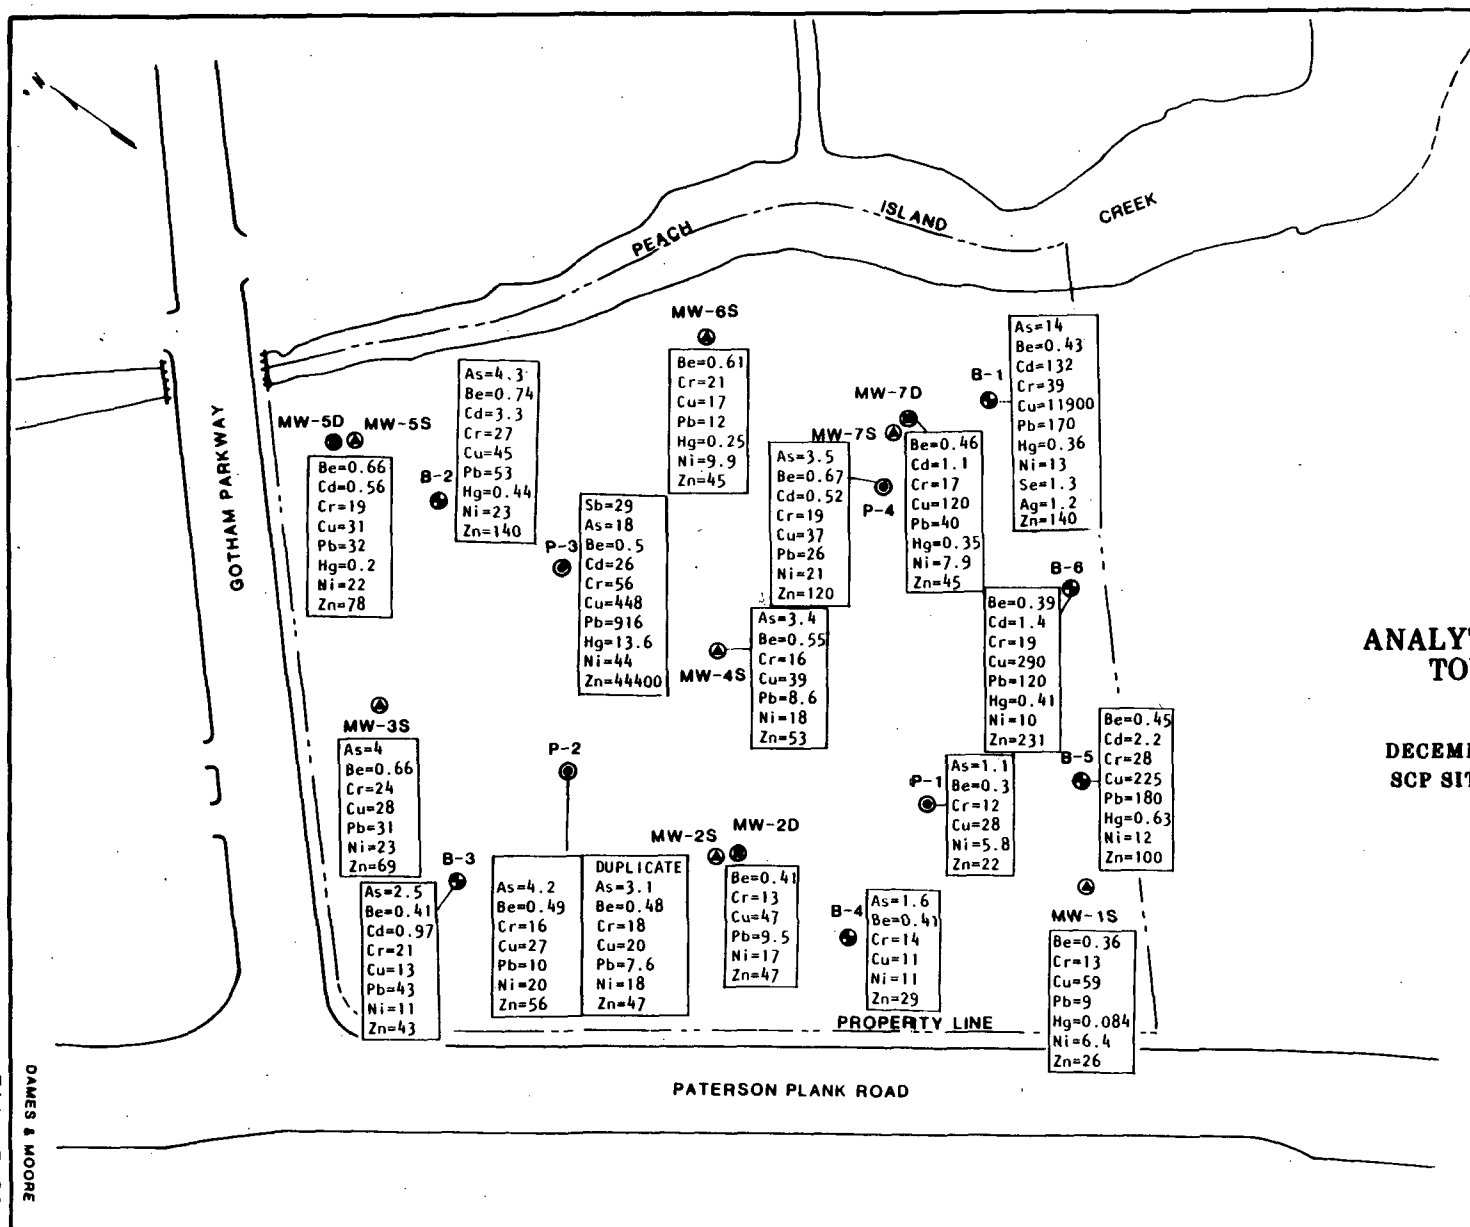 N
PEACH
ISLAND
CREEK
GOTHAM PARKWAY
MW-6S
Be=0.61
Cr=21
Cu=17
Pb=12
Hg=0.25
Ni=9.9
Zn=45
MW-5D
MW-5S
Be=0.66
Cd=0.56
Cr=19
Cu=31
Pb=32
Hg=0.2
Ni=22
Zn=78
B-2
As=4.3
Be=0.74
Cd=3.3
Cr=27
Cu=45
Pb=53
Hg=0.44
Ni=23
Zn=140
P-3
Sb=29
As=18
Be=0.5
Cd=26
Cr=56
Cu=448
Pb=916
Hg=13.6
Ni=44
Zn=44400
MW-7S
P-4
As=3.5
Be=0.67
Cd=0.52
Cr=19
Cu=37
Pb=26
Ni=21
Zn=120
MW-7D
Be=0.46
Cd=1.1
Cr=17
Cu=120
Pb=40
Hg=0.35
Ni=7.9
Zn=45
B-1
As=14
Be=0.43
Cd=132
Cr=39
Cu=11900
Pb=170
Hg=0.36
Ni=13
Se=1.3
Ag=1.2
Zn=140
B-6
Be=0.39
Cd=1.4
Cr=19
Cu=290
Pb=120
Hg=0.41
Ni=10
Zn=231
MW-4S
As=3.4
Be=0.55
Cr=16
Cu=39
Pb=8.6
Ni=18
Zn=53
ANALY
TO
DECEM
SCP SIT
MW-3S
As=4
Be=0.66
Cr=24
Cu=28
Pb=31
Ni=23
Zn=69
B-3
As=2.5
Be=0.41
Cd=0.97
Cr=21
Cu=13
Pb=43
Ni=11
Zn=43
P-2
As=4.2
Be=0.49
Cr=16
Cu=27
Pb=10
Ni=20
Zn=56
DUPLICATE
As=3.1
Be=0.48
Cr=18
Cu=20
Pb=7.6
Ni=18
Zn=47
MW-2S
MW-2D
Be=0.41
Cr=13
Cu=47
Pb=9.5
Ni=17
Zn=47
P-1
As=1.1
Be=0.3
Cr=12
Cu=28
Ni=5.8
Zn=22
B-4
As=1.6
Be=0.41
Cr=14
Cu=11
Ni=11
Zn=29
B-5
Be=0.45
Cd=2.2
Cr=28
Cu=225
Pb=180
Hg=0.63
Ni=12
Zn=100
MW-1S
Be=0.36
Cr=13
Cu=59
Pb=9
Hg=0.084
Ni=6.4
Zn=26
PROPERTY LINE
PATERSON PLANK ROAD
DAMES & MOORE